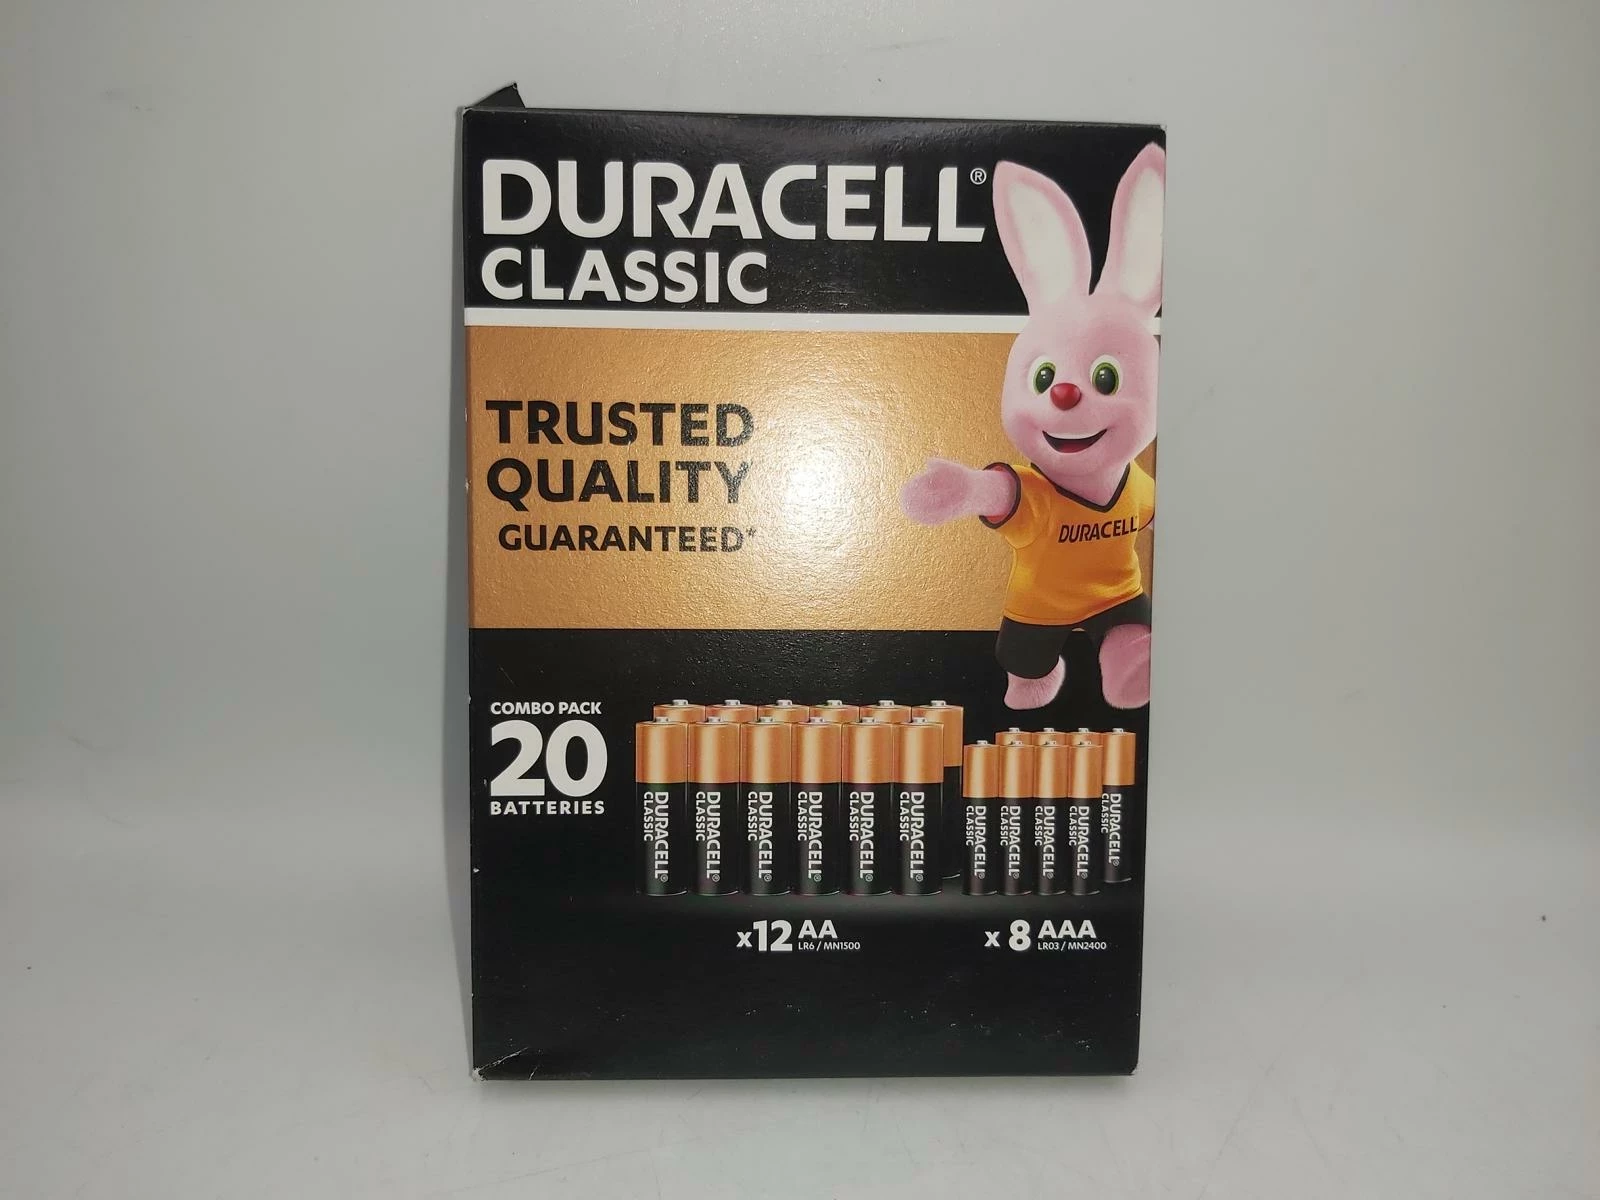 DURACELL®
CLASSIC
TRUSTED
QUALITY
GUARANTEED*
DURACELL
COMBO PACK
20
BATTERIES
DURACELL®
CLASSIC
DURACELL®
CLASSIC
DURACELL®
CLASSIC
DURACELL®
CLASSIC
DURACELL®
CLASSIC
DURACELL®
CLASSIC
DURACELL®
CLASSIC
DURACELL®
CLASSIC
DURACELL®
CLASSIC
DURACELL®
CLASSIC
DURACELL®
CLASSIC
x12 AA
LR6 / MN1500
x 8 AAA
LR03 / MN2400